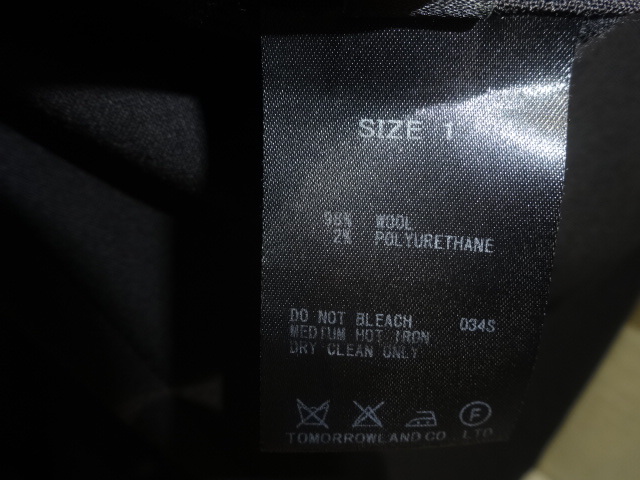 SIZE 1
98% WOOL
2% POLYURETHANE
DO NOT BLEACH 034S
MEDIUM HOT IRON
DRY CLEAN ONLY
F
TOMORROWLAND CO LTD